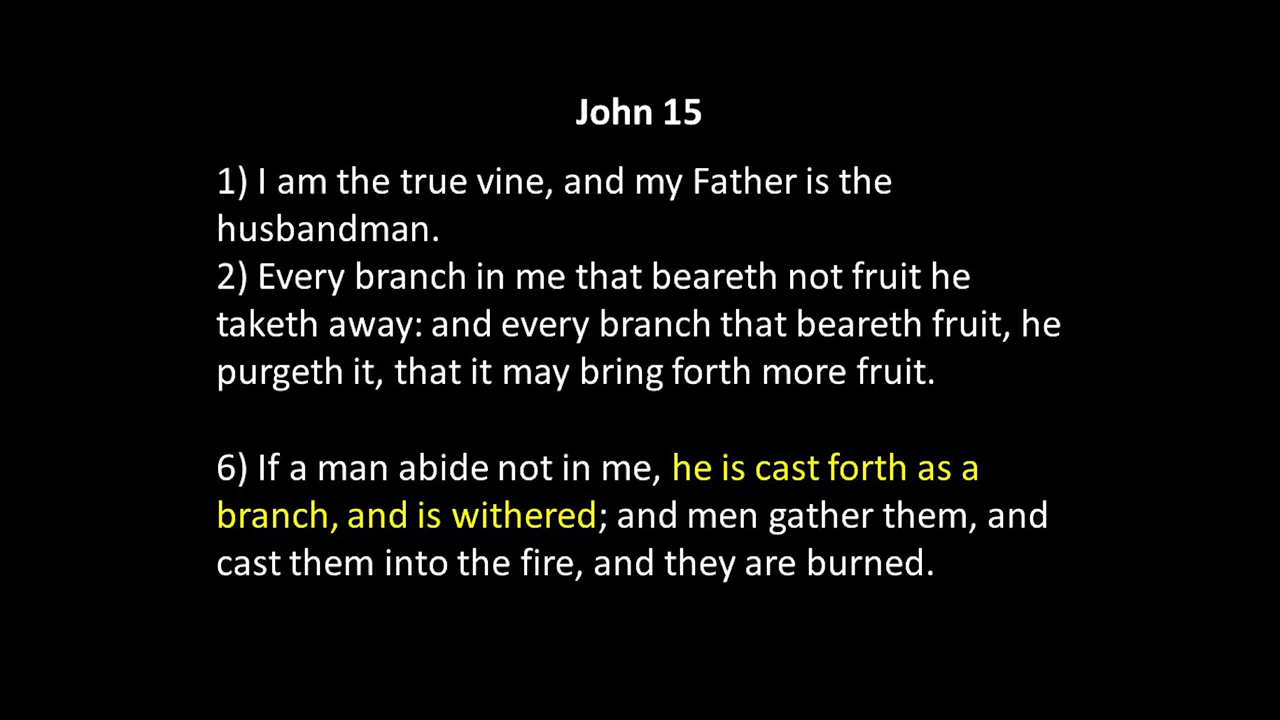 John 15
1) I am the true vine, and my Father is the
husbandman.
2) Every branch in me that beareth not fruit he
taketh away: and every branch that beareth fruit, he
purgeth it, that it may bring forth more fruit.
6) If a man abide not in me, he is cast forth as a
branch, and is withered; and men gather them, and
cast them into the fire, and they are burned.